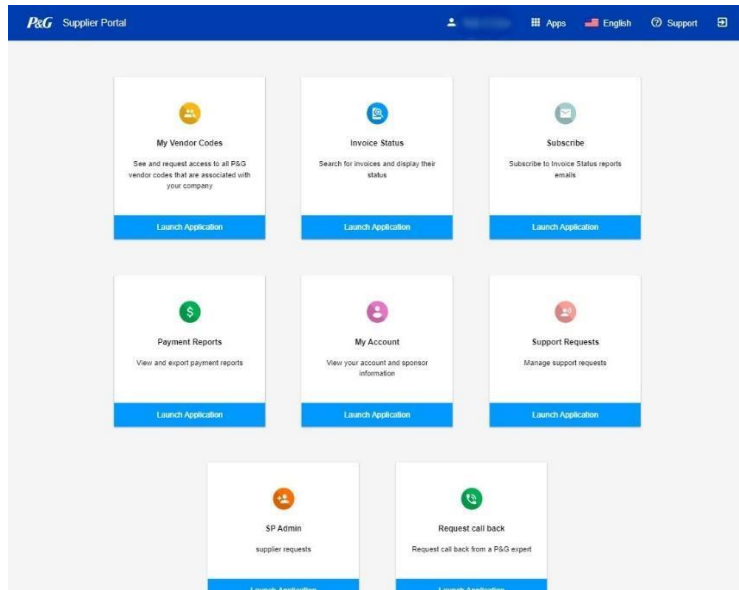 P&G Supplier Portal Apps English Support
My Vendor Codes
See and request access to all P&G
vendor codes that are associated with
your company
Launch Application
Invoice Status
Search for invoices and display their
status
Launch Application
Subscribe
Subscribe to Invoice Status reports
emails
Launch Application
Payment Reports
View and export payment reports
Launch Application
My Account
View your account and sponsor
information
Launch Application
Support Requests
Manage support requests
Launch Application
SP Admin
supplier requests
Launch Application
Request call back
Request call back from a P&G expert
Launch Application